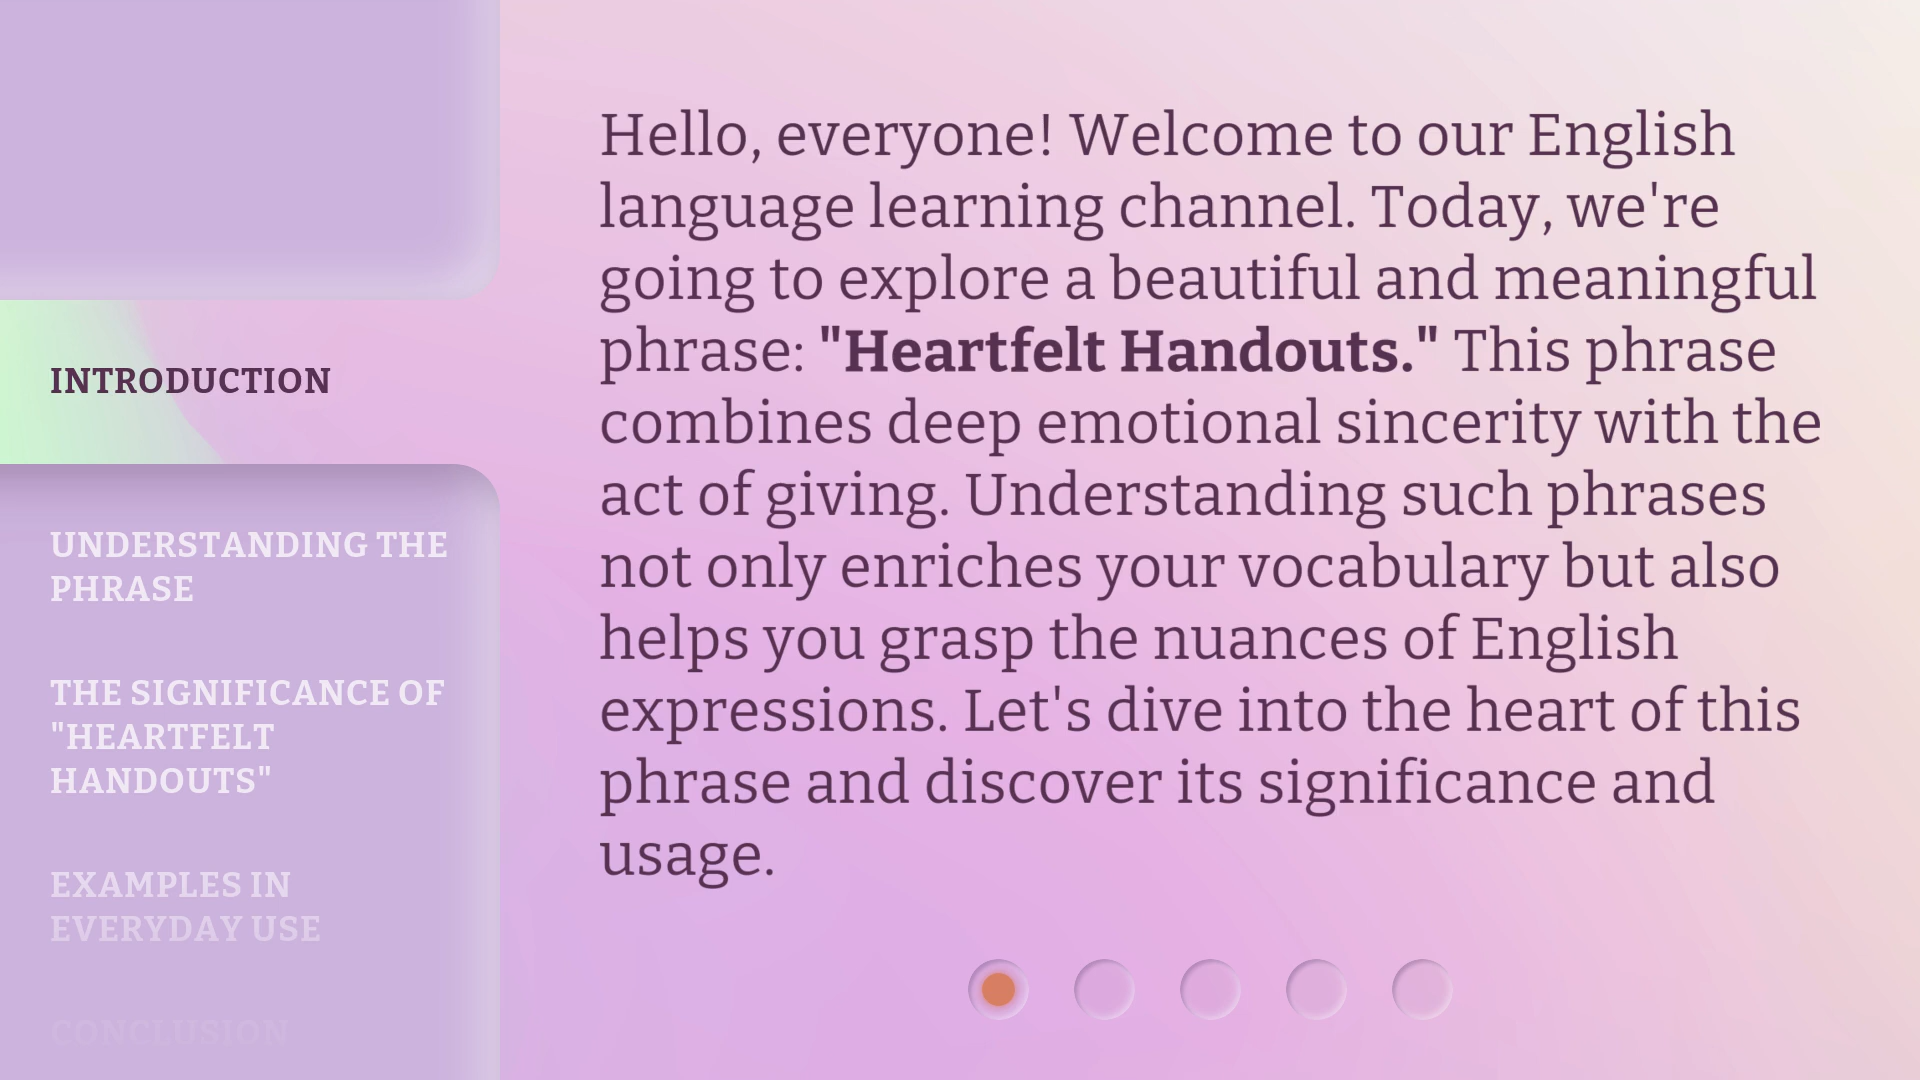 INTRODUCTION
UNDERSTANDING THE
PHRASE
THE SIGNIFICANCE OF
"HEARTFELT
HANDOUTS"
EXAMPLES IN
EVERYDAY USE
CONCLUSION
Hello, everyone! Welcome to our English
language learning channel. Today, we're
going to explore a beautiful and meaningful
phrase: "Heartfelt Handouts." This phrase
combines deep emotional sincerity with the
act of giving. Understanding such phrases
not only enriches your vocabulary but also
helps you grasp the nuances of English
expressions. Let's dive into the heart of this
phrase and discover its significance and
usage.